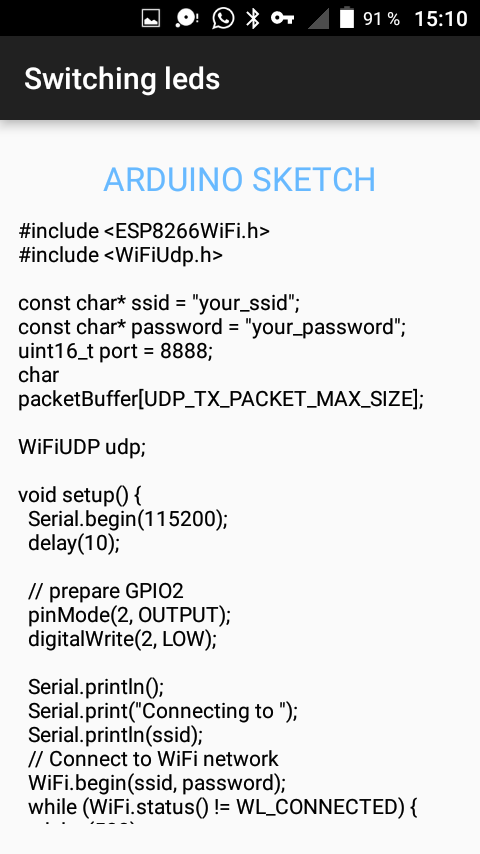 91 % 15:10
Switching leds
ARDUINO SKETCH
#include <ESP8266WiFi.h>
#include <WiFiUdp.h>
const char* ssid = "your_ssid";
const char* password = "your_password";
uint16_t port = 8888;
char
packetBuffer[UDP_TX_PACKET_MAX_SIZE];
WiFiUDP udp;
void setup() {
  Serial.begin(115200);
  delay(10);
  // prepare GPIO2
  pinMode(2, OUTPUT);
  digitalWrite(2, LOW);
  Serial.println();
  Serial.print("Connecting to ");
  Serial.println(ssid);
  // Connect to WiFi network
  WiFi.begin(ssid, password);
  while (WiFi.status() != WL_CONNECTED) {